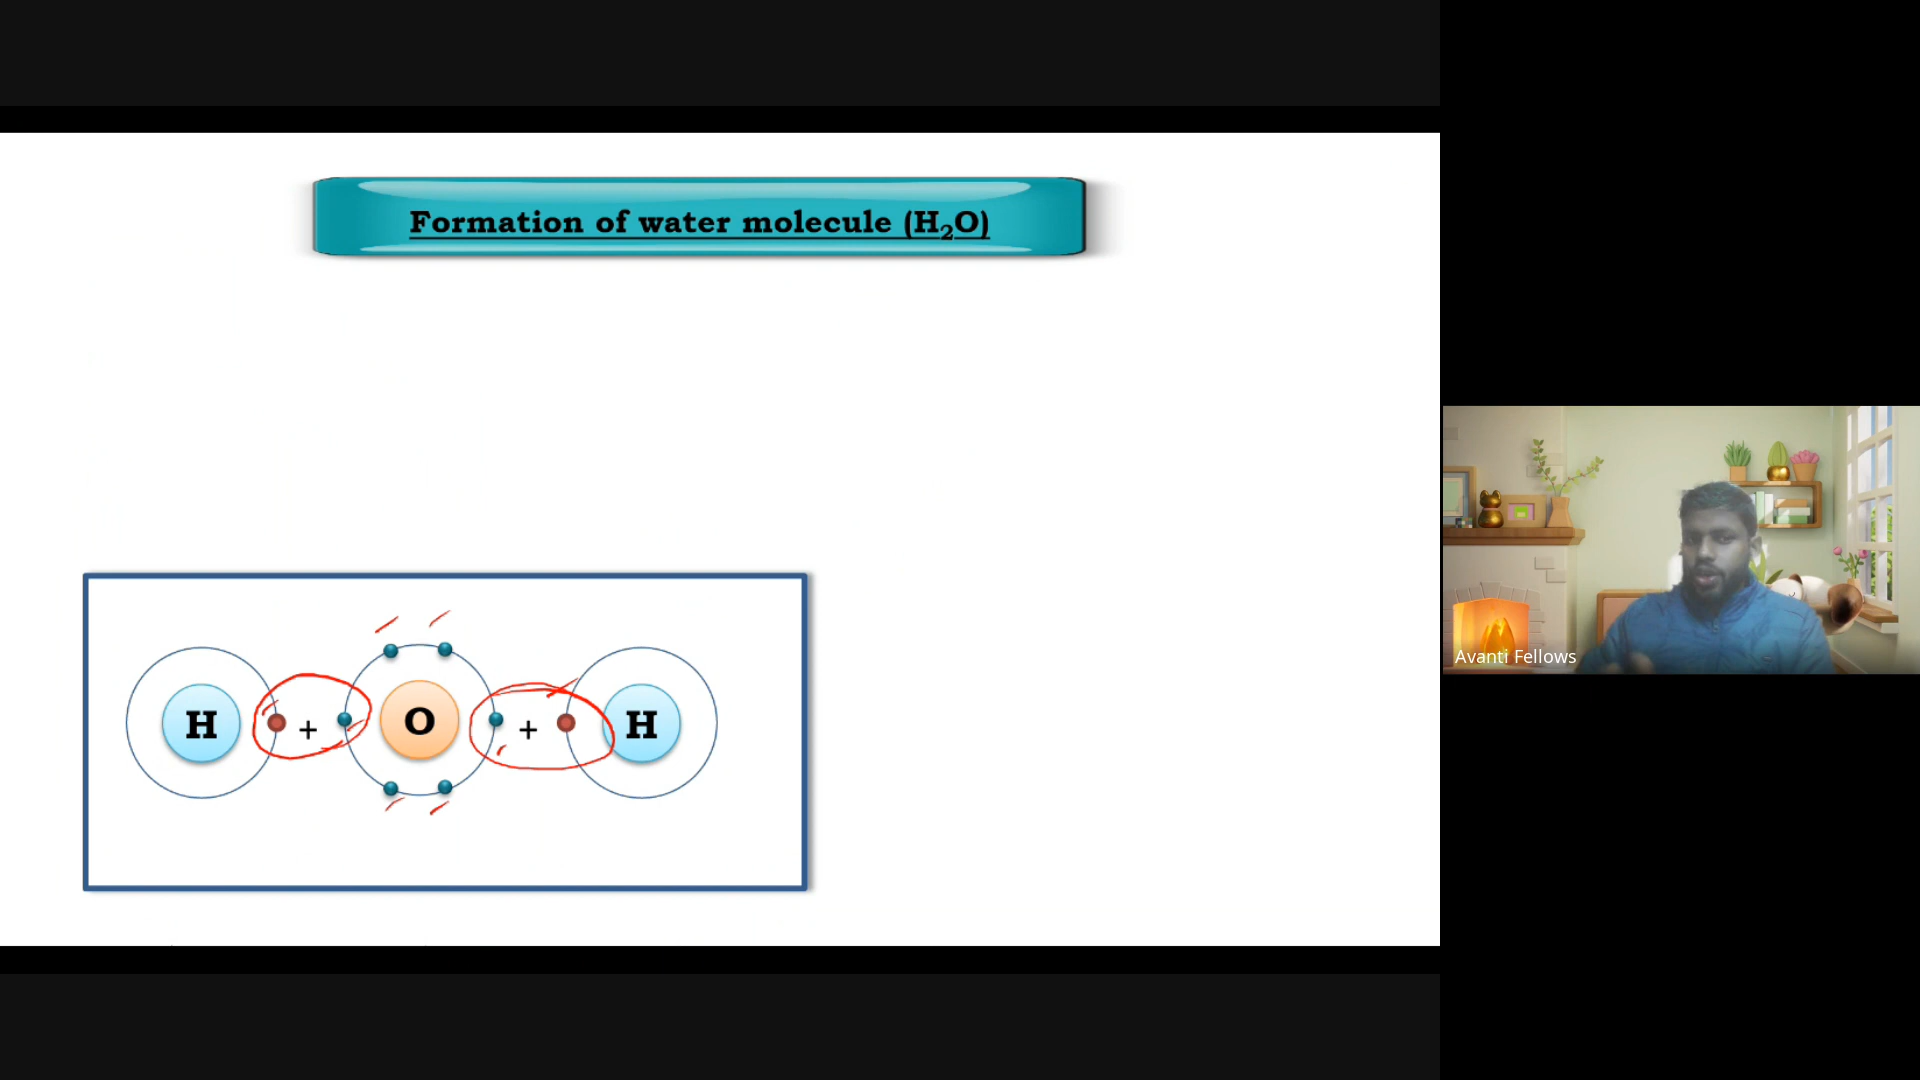 Formation of water molecule (H₂O)
H + O + H
Avanti Fellows